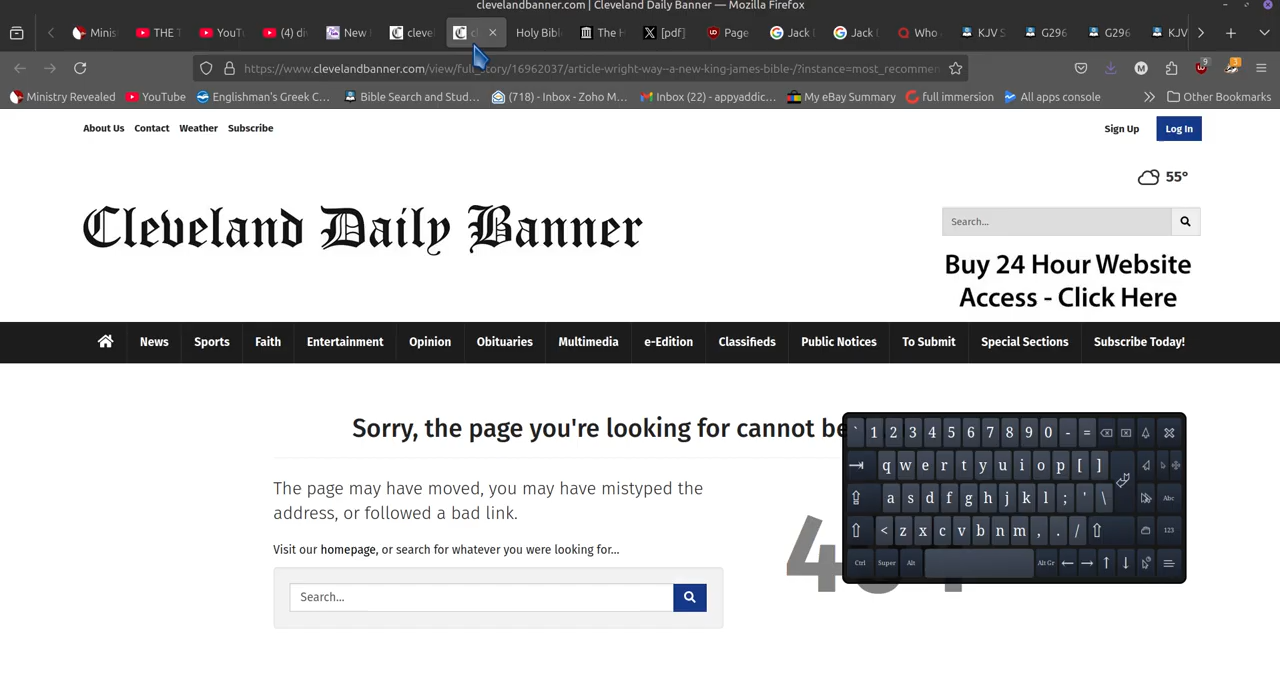 clevelandbanner.com | Cleveland Daily Banner — Mozilla Firefox
Minis THE T YouTu (4) di New cleve c Holy Bibl The H [pdf] Page Jack Jack Who KJV S G296 G296 KJV
https://www.clevelandbanner.com/view/full_story/16962037/article-wright-way--a-new-king-james-bible-/?instance=most_recommen
9 3
Ministry Revealed YouTube Englishman's Greek C... Bible Search and Stud... (718) - Inbox - Zoho M... Inbox (22) - appyaddic... My eBay Shopping full immersion All apps console Other Bookmarks
About Us Contact Weather Subscribe Sign Up Log In
55°
Cleveland Daily Banner
Search...
Buy 24 Hour Website
Access - Click Here
News Sports Faith Entertainment Opinion Obituaries Multimedia e-Edition Classifieds Public Notices To Submit Special Sections Subscribe Today!
Sorry, the page you're looking for cannot be
The page may have moved, you may have mistyped the
address, or followed a bad link.
Visit our homepage, or search for whatever you were looking for...
Search...
` 1 2 3 4 5 6 7 8 9 0 - =
q w e r t y u i o p [ ]
a s d f g h j k l ; ' \ Abc
< z x c v b n m , . / 123
Ctrl Super Alt Alt Gr